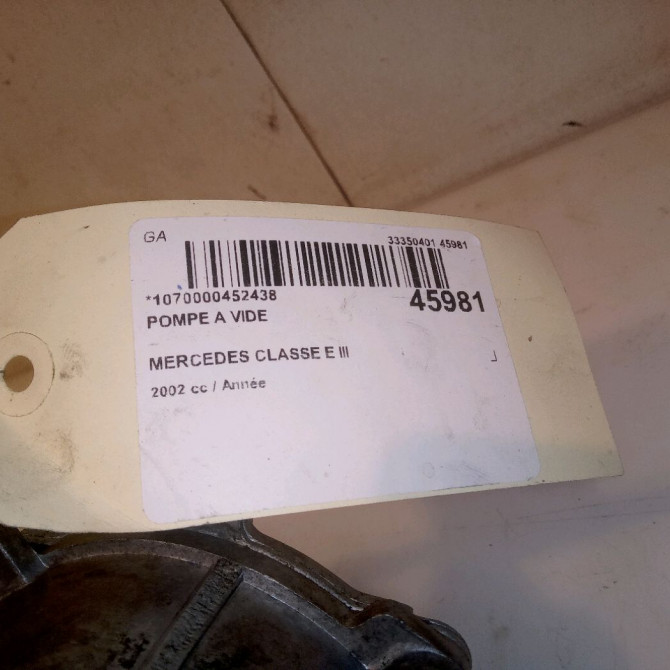 GA
33350401 45981
*1070000452438
45981
POMPE A VIDE
MERCEDES CLASSE E III
J
2002 cc / Année